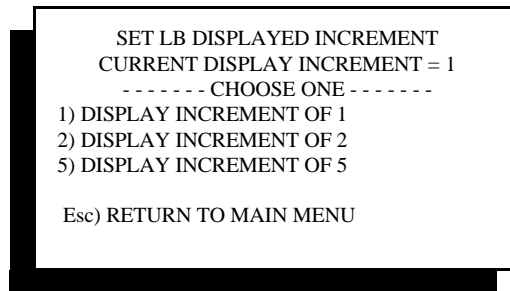 SET LB DISPLAYED INCREMENT
CURRENT DISPLAY INCREMENT = 1
- - - - - - - CHOOSE ONE - - - - - - -
1) DISPLAY INCREMENT OF 1
2) DISPLAY INCREMENT OF 2
5) DISPLAY INCREMENT OF 5
Esc) RETURN TO MAIN MENU